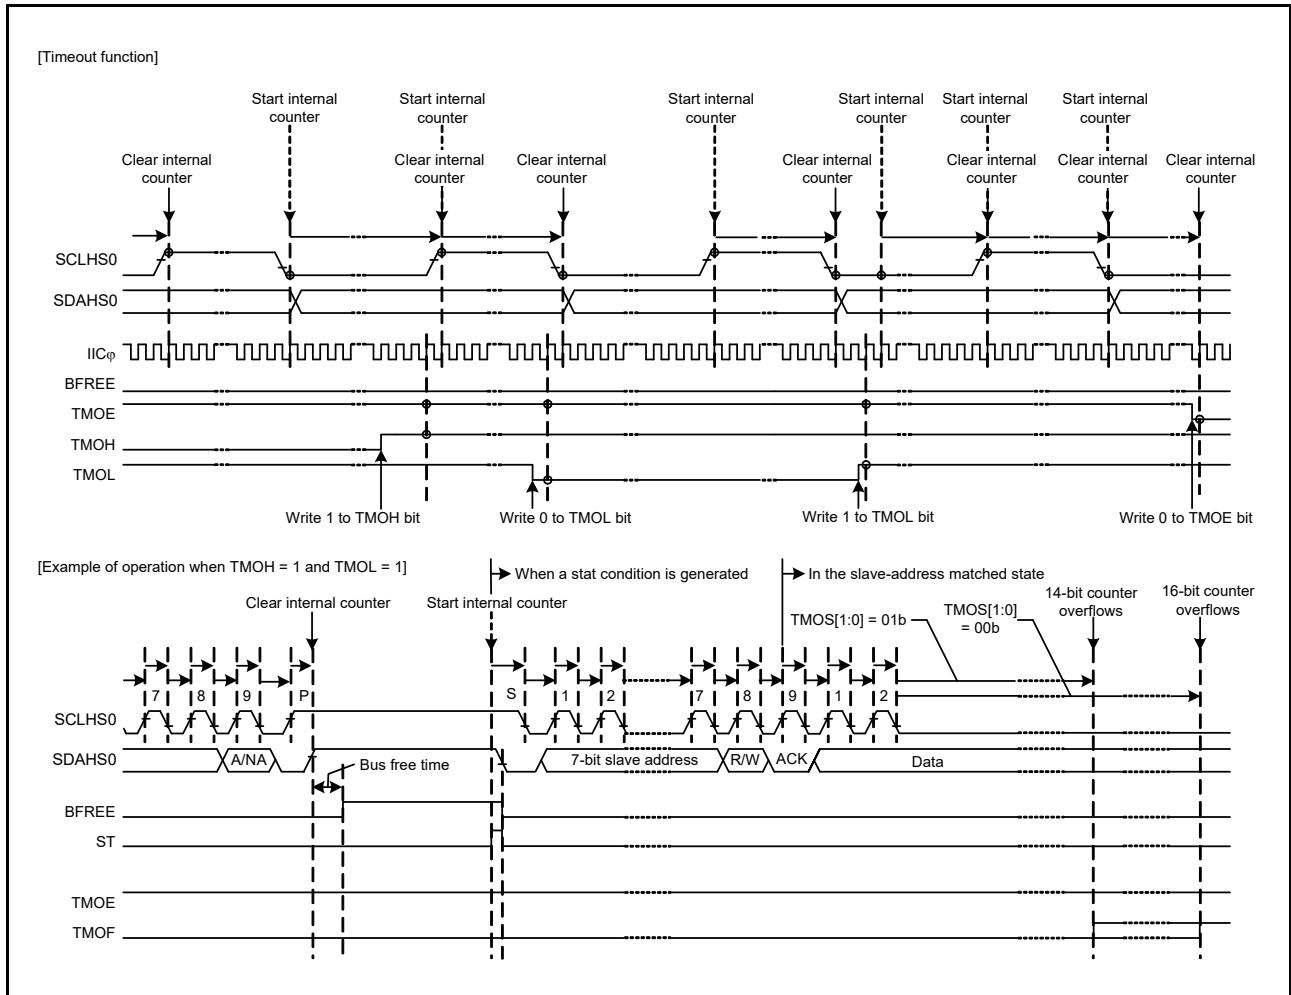 [Timeout function]
Start internal counter
Start internal counter
Start internal counter
Start internal counter
Start internal counter
Start internal counter
Clear internal counter
Clear internal counter
Clear internal counter
Clear internal counter
Clear internal counter
Clear internal counter
Clear internal counter
SCLHS0
SDAHS0
IICφ
BFREE
TMOE
TMOH
TMOL
Write 1 to TMOH bit
Write 0 to TMOL bit
Write 1 to TMOL bit
Write 0 to TMOE bit
[Example of operation when TMOH = 1 and TMOL = 1]
When a stat condition is generated
In the slave-address matched state
Clear internal counter
Start internal counter
TMOS[1:0] = 01b
TMOS[1:0] = 00b
14-bit counter overflows
16-bit counter overflows
7 8 9 P S 1 2 7 8 9 1 2
SCLHS0
SDAHS0
A/NA
7-bit slave address
R/W
ACK
Data
Bus free time
BFREE
ST
TMOE
TMOF